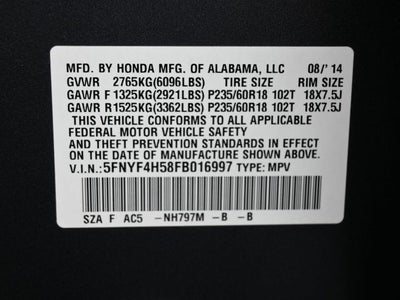 MFD. BY HONDA MFG. OF ALABAMA, LLC 08/'14
GVWR 2765KG(6096LBS) TIRE SIZE RIM SIZE
GAWR F 1325KG(2921LBS) P235/60R18 102T 18X7.5J
GAWR R 1525KG(3362LBS) P235/60R18 102T 18X7.5J
THIS VEHICLE CONFORMS TO ALL APPLICABLE
FEDERAL MOTOR VEHICLE SAFETY
AND THEFT PREVENTION STANDARDS IN EFFECT
ON THE DATE OF MANUFACTURE SHOWN ABOVE.
V.I.N.: 5FNYF4H58FB016997 TYPE: MPV
SZA F AC5 -NH797M -B -B